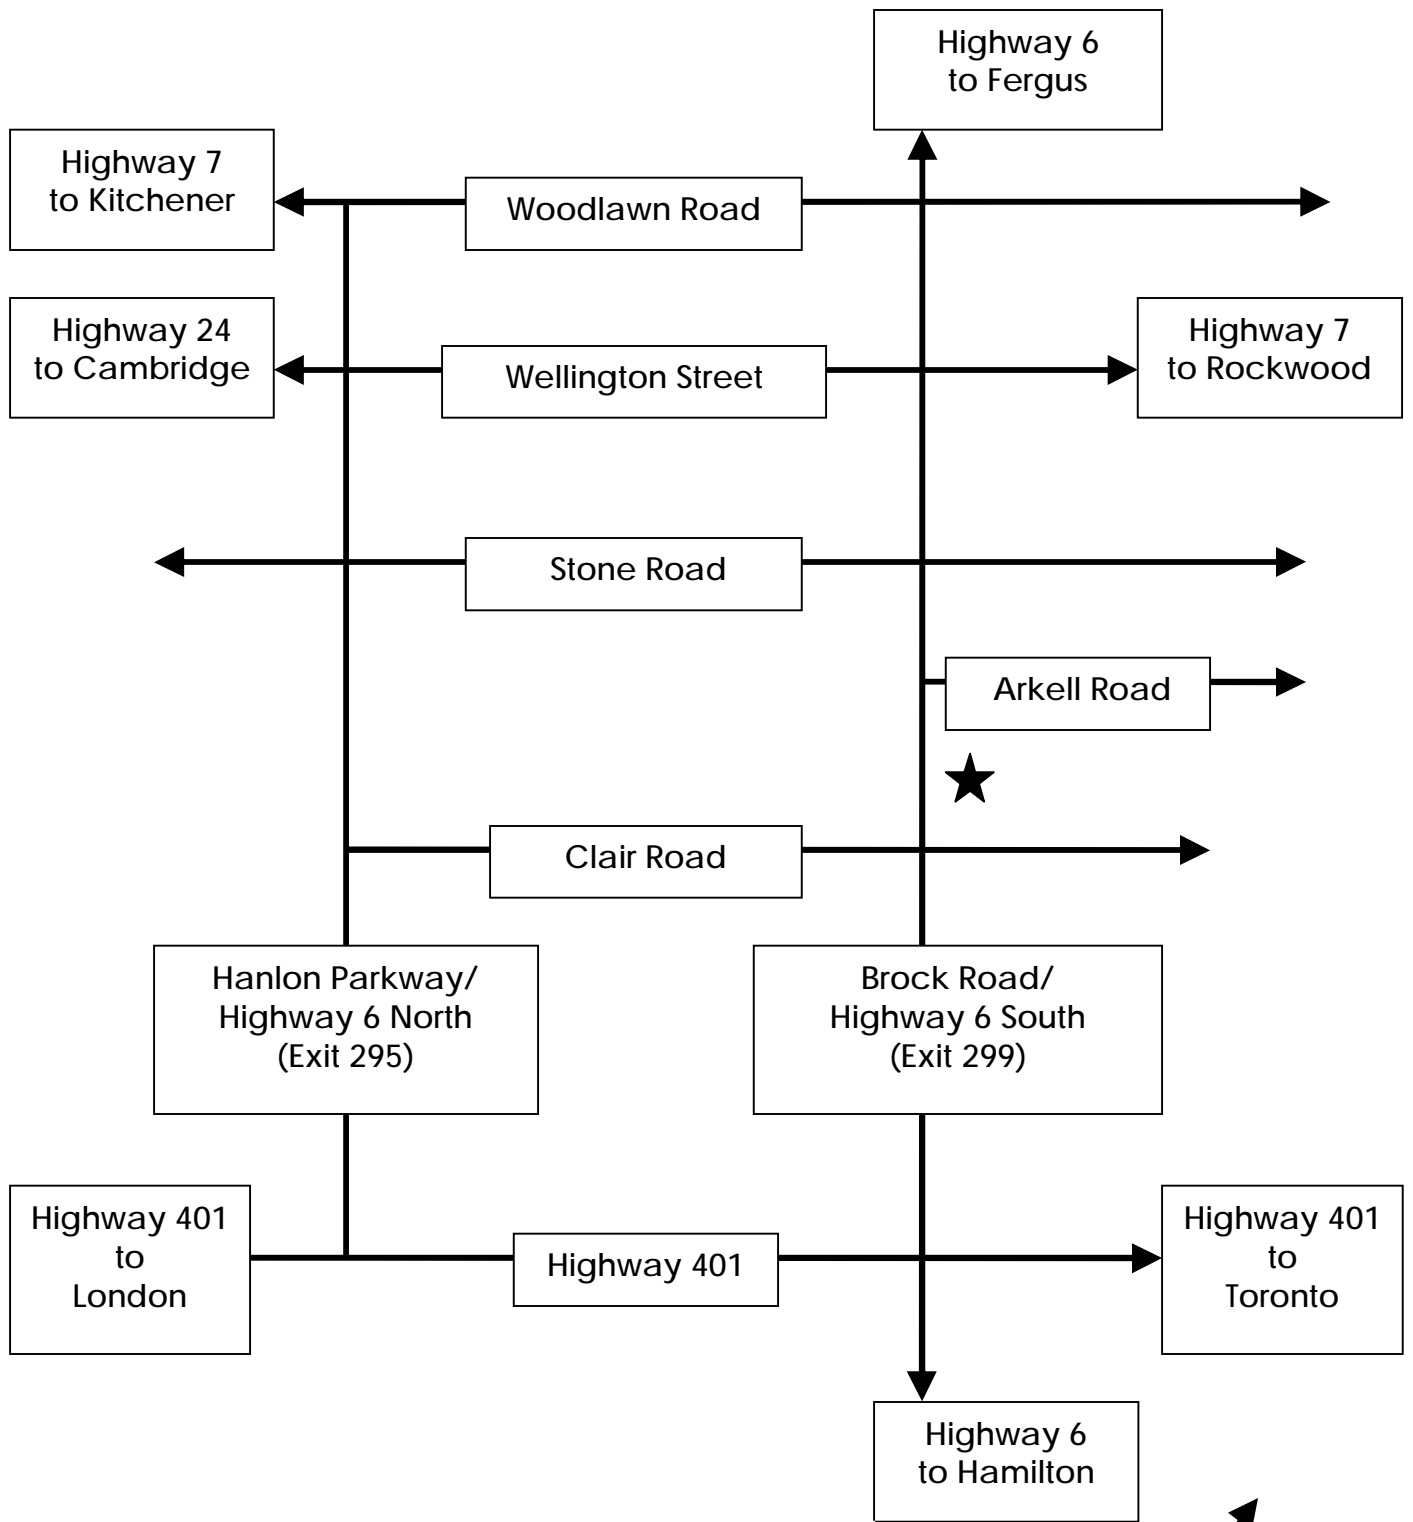 Highway 6
to Fergus
Highway 7
to Kitchener
Woodlawn Road
Highway 24
to Cambridge
Wellington Street
Highway 7
to Rockwood
Stone Road
Arkell Road
Clair Road
Hanlon Parkway/
Highway 6 North
(Exit 295)
Brock Road/
Highway 6 South
(Exit 299)
Highway 401
to
London
Highway 401
Highway 401
to
Toronto
Highway 6
to Hamilton